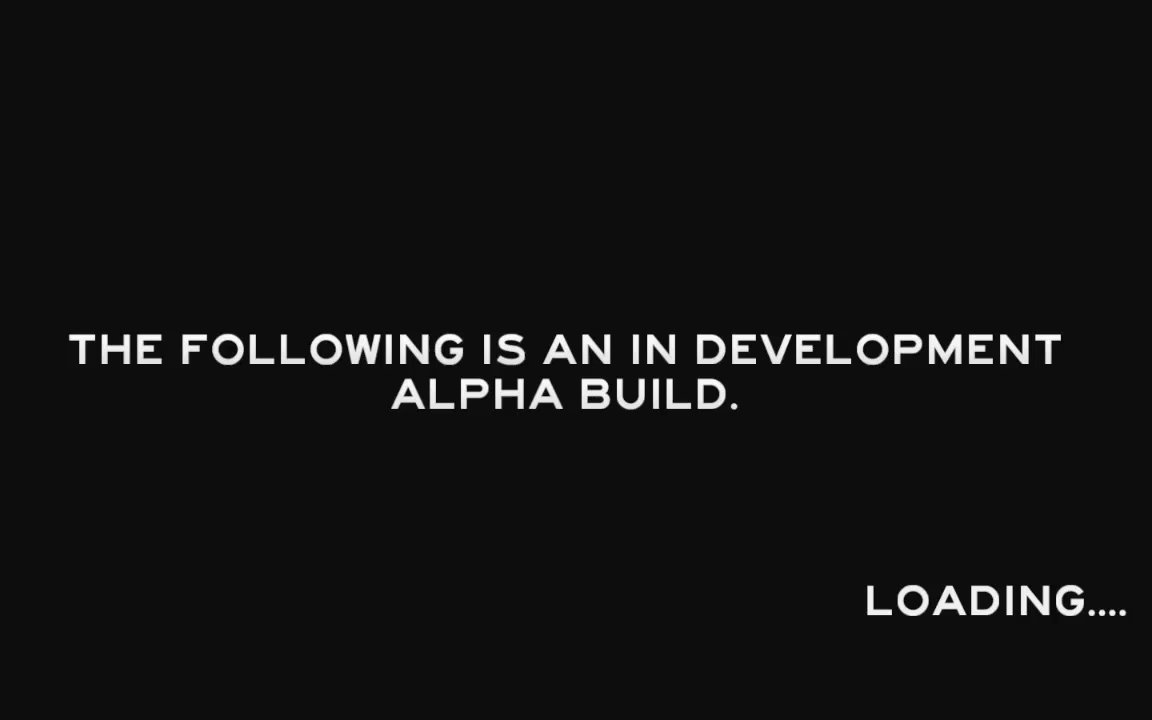 THE FOLLOWING IS AN IN DEVELOPMENT
ALPHA BUILD.
LOADING....